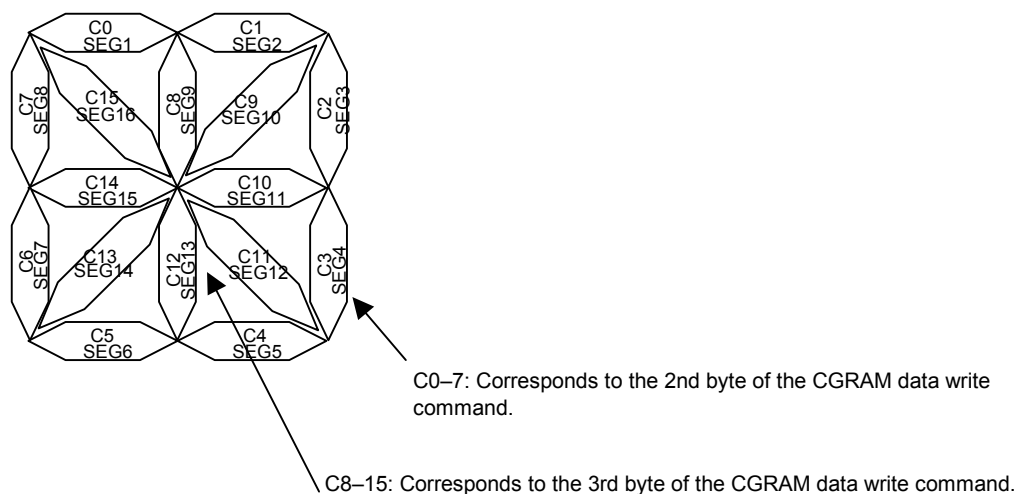 C0
SEG1
C1
SEG2
C7
SEG8
C15
SEG16
C8
SEG9
C9
SEG10
C2
SEG3
C14
SEG15
C10
SEG11
C6
SEG7
C13
SEG14
C12
SEG13
C11
SEG12
C3
SEG4
C5
SEG6
C4
SEG5
C0–7: Corresponds to the 2nd byte of the CGRAM data write
command.
C8–15: Corresponds to the 3rd byte of the CGRAM data write command.